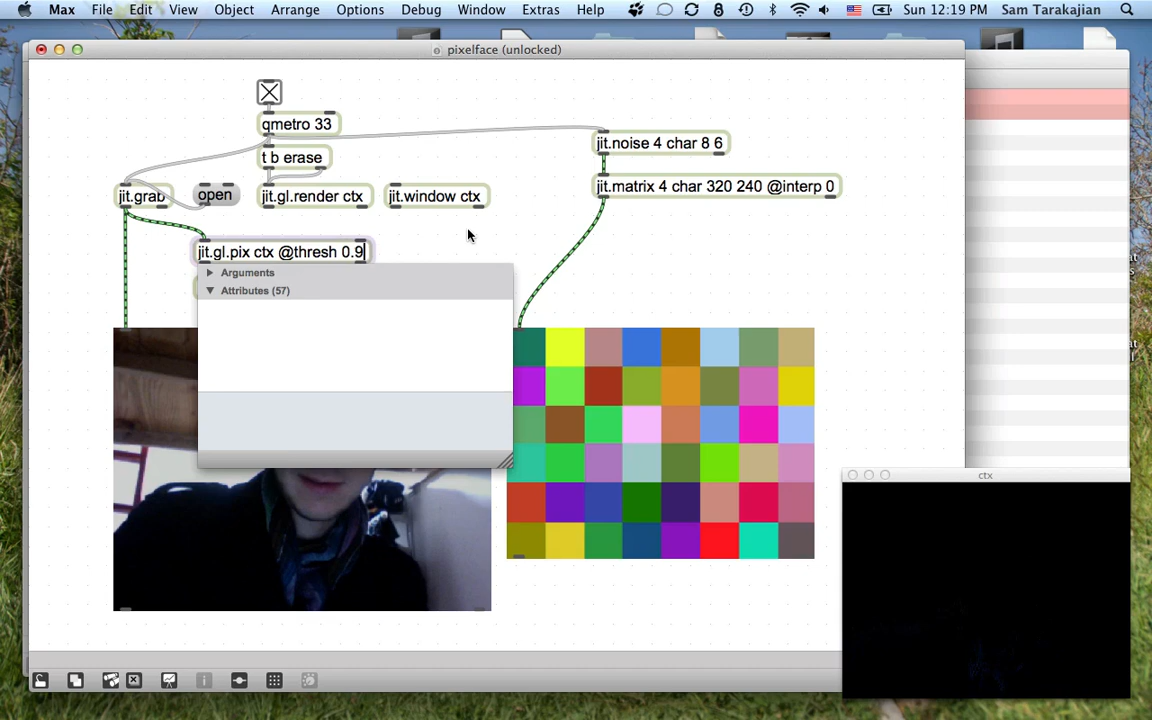 Max File Edit View Object Arrange Options Debug Window Extras Help 8 Sun 12:19 PM Sam Tarakajian
pixelface (unlocked)
qmetro 33
jit.noise 4 char 8 6
t b erase
jit.matrix 4 char 320 240 @interp 0
jit.grab
open
jit.gl.render ctx
jit.window ctx
jit.gl.pix ctx @thresh 0.9
Arguments
Attributes (57)
ctx